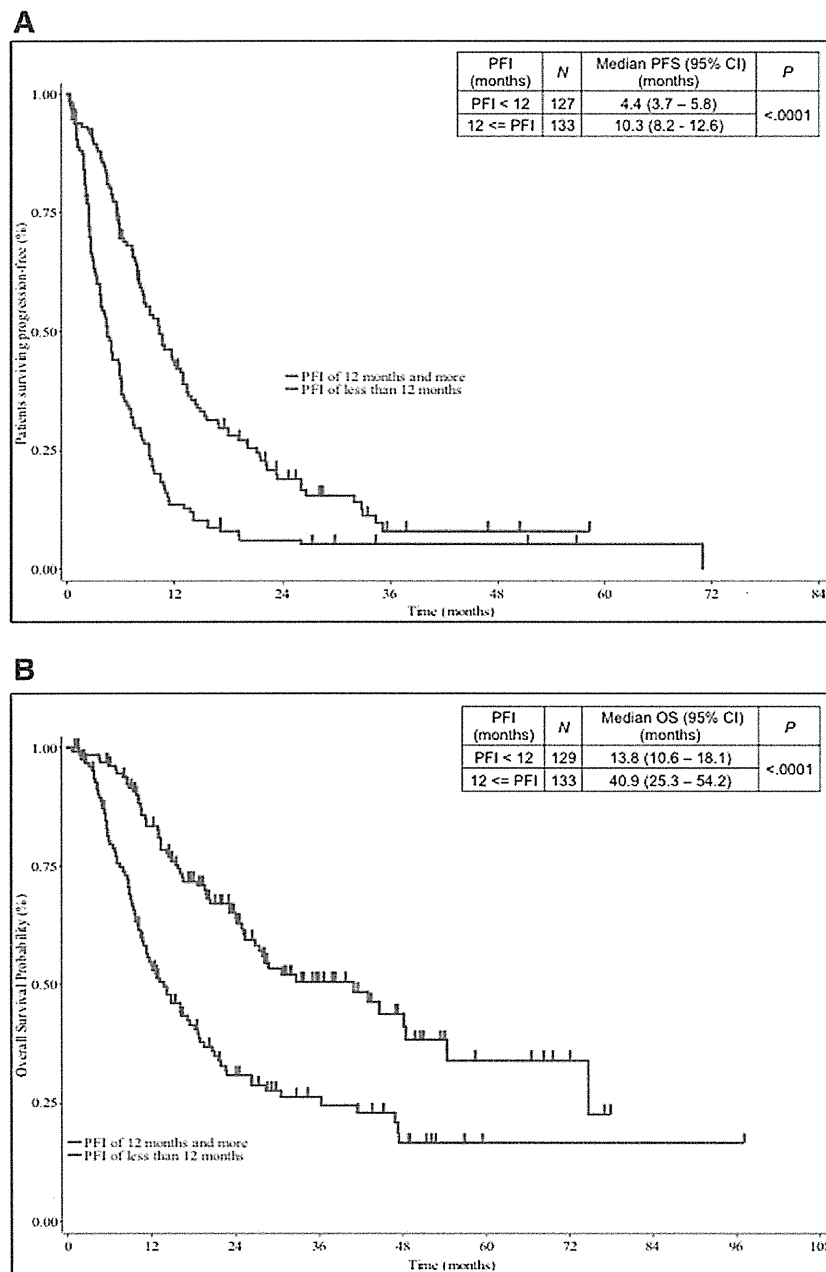 A
PFI (months) N Median PFS (95% CI) (months) P
PFI < 12 127 4.4 (3.7 – 5.8) <.0001
12 <= PFI 133 10.3 (8.2 - 12.6)
Patients surviving progression-free (%)
1.00
0.75
0.50
0.25
0.00
PFI of 12 months and more
PFI of less than 12 months
0 12 24 36 48 60 72 84
Time (months)
B
PFI (months) N Median OS (95% CI) (months) P
PFI < 12 129 13.8 (10.6 – 18.1) <.0001
12 <= PFI 133 40.9 (25.3 – 54.2)
Overall Survival Probability (%)
1.00
0.75
0.50
0.25
0.00
PFI of 12 months and more
PFI of less than 12 months
0 12 24 36 48 60 72 84 96
Time (months)